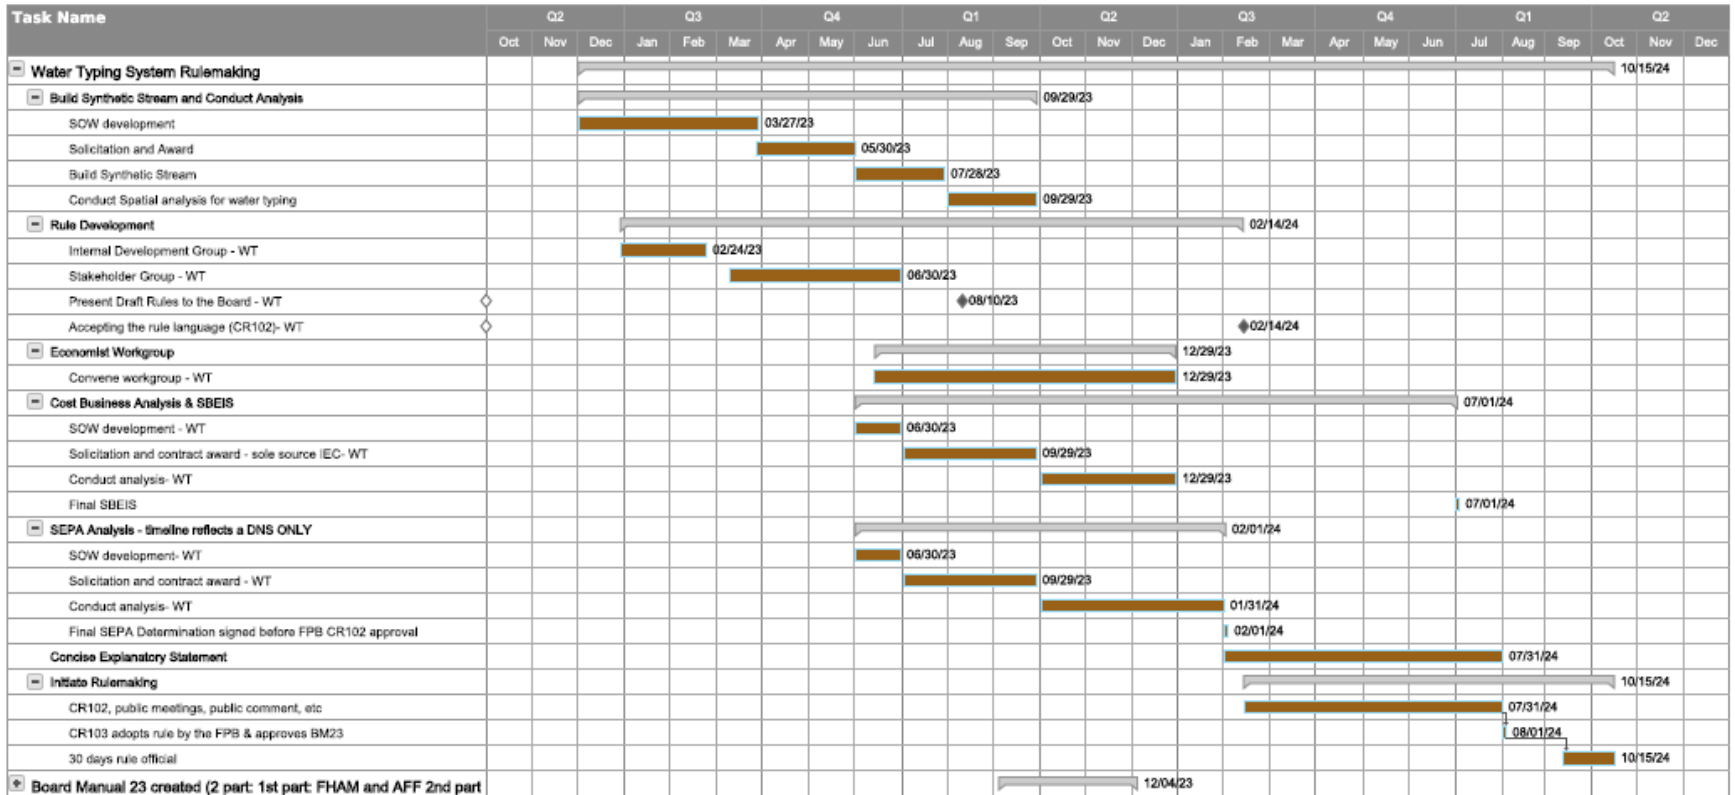 Task Name Q2 Q3 Q4 Q1 Q2 Q3 Q4 Q1 Q2
Oct Nov Dec Jan Feb Mar Apr May Jun Jul Aug Sep Oct Nov Dec Jan Feb Mar Apr May Jun Jul Aug Sep Oct Nov Dec
Water Typing System Rulemaking 10/15/24
Build Synthetic Stream and Conduct Analysis 09/29/23
SOW development 03/27/23
Solicitation and Award 05/30/23
Build Synthetic Stream 07/28/23
Conduct Spatial analysis for water typing 09/29/23
Rule Development 02/14/24
Internal Development Group - WT 02/24/23
Stakeholder Group - WT 06/30/23
Present Draft Rules to the Board - WT 08/10/23
Accepting the rule language (CR102)- WT 02/14/24
Economist Workgroup 12/29/23
Convene workgroup - WT 12/29/23
Cost Business Analysis & SBEIS 07/01/24
SOW development - WT 06/30/23
Solicitation and contract award - sole source IEC- WT 09/29/23
Conduct analysis- WT 12/29/23
Final SBEIS 07/01/24
SEPA Analysis - timeline reflects a DNS ONLY 02/01/24
SOW development- WT 06/30/23
Solicitation and contract award - WT 09/29/23
Conduct analysis- WT 01/31/24
Final SEPA Determination signed before FPB CR102 approval 02/01/24
Concise Explanatory Statement 07/31/24
Initiate Rulemaking 10/15/24
CR102, public meetings, public comment, etc 07/31/24
CR103 adopts rule by the FPB & approves BM23 08/01/24
30 days rule official 10/15/24
Board Manual 23 created (2 part: 1st part: FHAM and AFF 2nd part 12/04/23